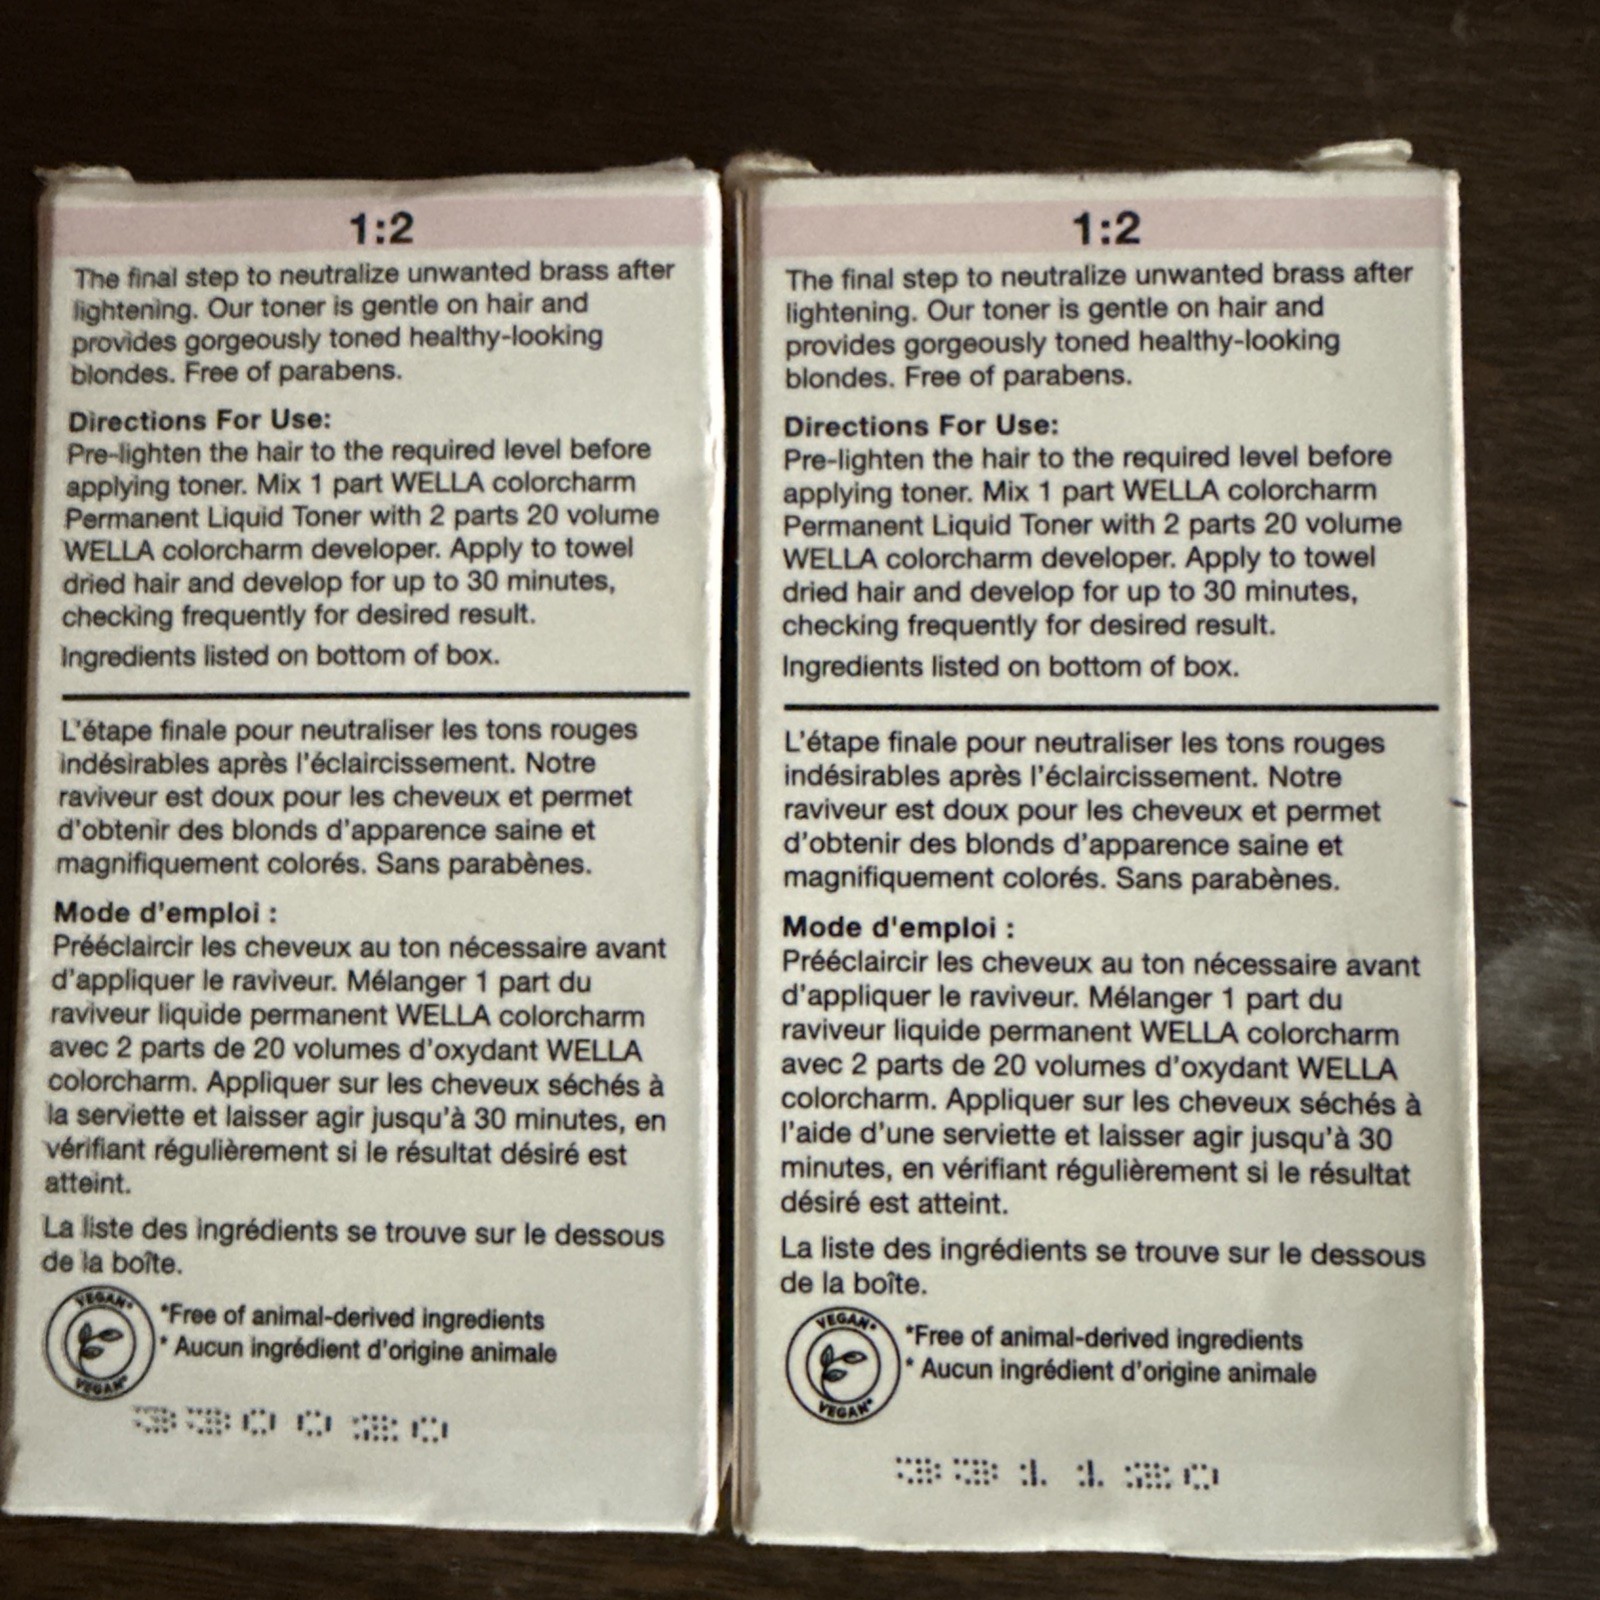 1:2
The final step to neutralize unwanted brass after
lightening. Our toner is gentle on hair and
provides gorgeously toned healthy-looking
blondes. Free of parabens.
Directions For Use:
Pre-lighten the hair to the required level before
applying toner. Mix 1 part WELLA colorcharm
Permanent Liquid Toner with 2 parts 20 volume
WELLA colorcharm developer. Apply to towel
dried hair and develop for up to 30 minutes,
checking frequently for desired result.
Ingredients listed on bottom of box.
L'étape finale pour neutraliser les tons rouges
indésirables après l'éclaircissement. Notre
raviveur est doux pour les cheveux et permet
d'obtenir des blonds d'apparence saine et
magnifiquement colorés. Sans parabènes.
Mode d'emploi :
Prééclaircir les cheveux au ton nécessaire avant
d'appliquer le raviveur. Mélanger 1 part du
raviveur liquide permanent WELLA colorcharm
avec 2 parts de 20 volumes d'oxydant WELLA
colorcharm. Appliquer sur les cheveux séchés à
la serviette et laisser agir jusqu'à 30 minutes, en
vérifiant régulièrement si le résultat désiré est
atteint.
La liste des ingrédients se trouve sur le dessous
de la boîte.
VEGAN*
*Free of animal-derived ingredients
* Aucun ingrédient d'origine animale
VEGAN*
330020
1:2
The final step to neutralize unwanted brass after
lightening. Our toner is gentle on hair and
provides gorgeously toned healthy-looking
blondes. Free of parabens.
Directions For Use:
Pre-lighten the hair to the required level before
applying toner. Mix 1 part WELLA colorcharm
Permanent Liquid Toner with 2 parts 20 volume
WELLA colorcharm developer. Apply to towel
dried hair and develop for up to 30 minutes,
checking frequently for desired result.
Ingredients listed on bottom of box.
L'étape finale pour neutraliser les tons rouges
indésirables après l'éclaircissement. Notre
raviveur est doux pour les cheveux et permet
d'obtenir des blonds d'apparence saine et
magnifiquement colorés. Sans parabènes.
Mode d'emploi :
Prééclaircir les cheveux au ton nécessaire avant
d'appliquer le raviveur. Mélanger 1 part du
raviveur liquide permanent WELLA colorcharm
avec 2 parts de 20 volumes d'oxydant WELLA
colorcharm. Appliquer sur les cheveux séchés à
l'aide d'une serviette et laisser agir jusqu'à 30
minutes, en vérifiant régulièrement si le résultat
désiré est atteint.
La liste des ingrédients se trouve sur le dessous
de la boîte.
VEGAN*
*Free of animal-derived ingredients
* Aucun ingrédient d'origine animale
VEGAN*
331120